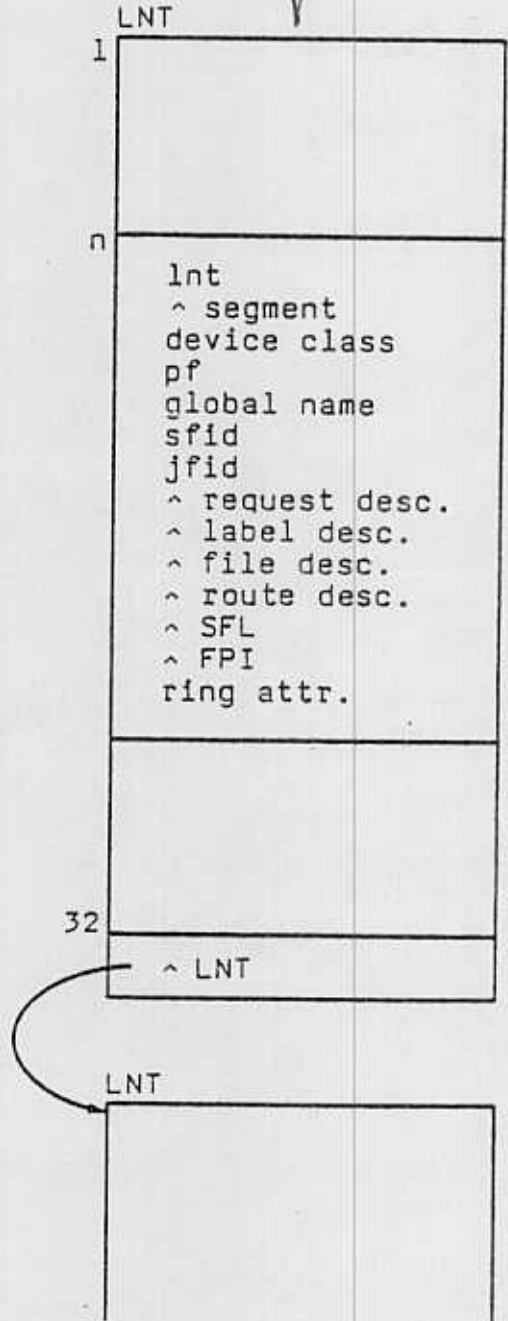 LNT
1
n
lnt
^ segment
device class
pf
global name
sfid
jfid
^ request desc.
^ label desc.
^ file desc.
^ route desc.
^ SFL
^ FPI
ring attr.
32
^ LNT
LNT